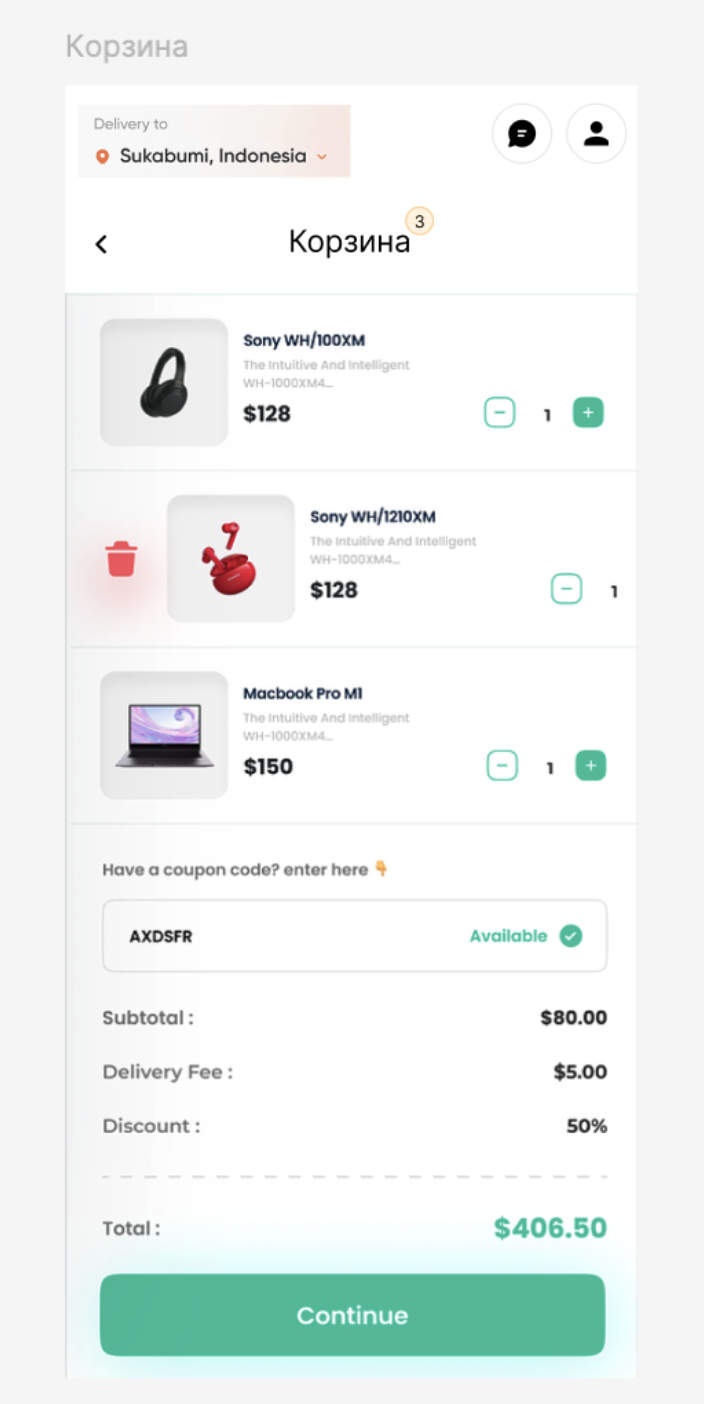 Корзина
Delivery to
Sukabumi, Indonesia
Корзина
3
Sony WH/100XM
The Intuitive And Intelligent
WH-1000XM4...
$128
1
Sony WH/1210XM
The Intuitive And Intelligent
WH-1000XM4...
$128
1
Macbook Pro M1
The Intuitive And Intelligent
WH-1000XM4...
$150
1
Have a coupon code? enter here 👇
AXDSFR Available
Subtotal : $80.00
Delivery Fee : $5.00
Discount : 50%
Total : $406.50
Continue